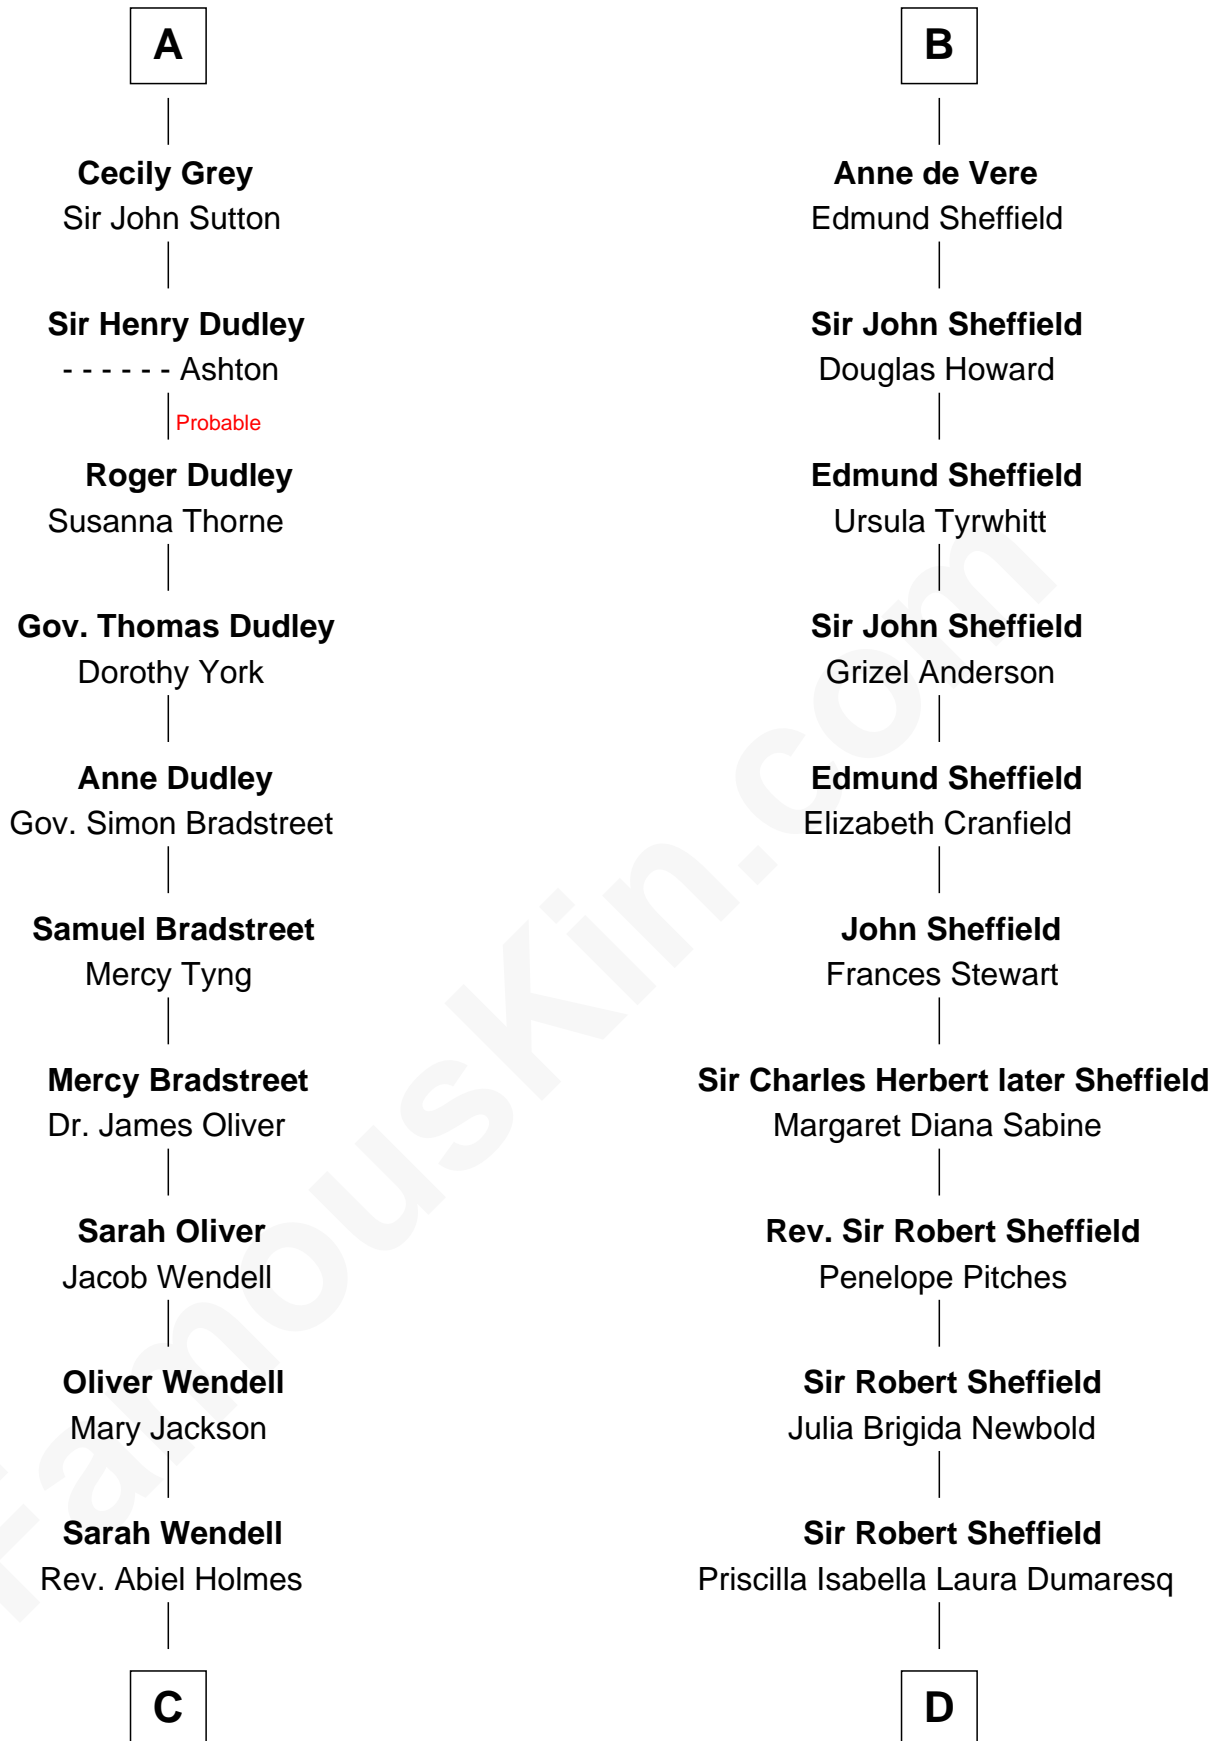 A
Cecily Grey
Sir John Sutton
Sir Henry Dudley
- - - - - - Ashton
Probable
Roger Dudley
Susanna Thorne
Gov. Thomas Dudley
Dorothy York
Anne Dudley
Gov. Simon Bradstreet
Samuel Bradstreet
Mercy Tyng
Mercy Bradstreet
Dr. James Oliver
Sarah Oliver
Jacob Wendell
Oliver Wendell
Mary Jackson
Sarah Wendell
Rev. Abiel Holmes
C
B
Anne de Vere
Edmund Sheffield
Sir John Sheffield
Douglas Howard
Edmund Sheffield
Ursula Tyrwhitt
Sir John Sheffield
Grizel Anderson
Edmund Sheffield
Elizabeth Cranfield
John Sheffield
Frances Stewart
Sir Charles Herbert later Sheffield
Margaret Diana Sabine
Rev. Sir Robert Sheffield
Penelope Pitches
Sir Robert Sheffield
Julia Brigida Newbold
Sir Robert Sheffield
Priscilla Isabella Laura Dumaresq
D
FamousKin.com